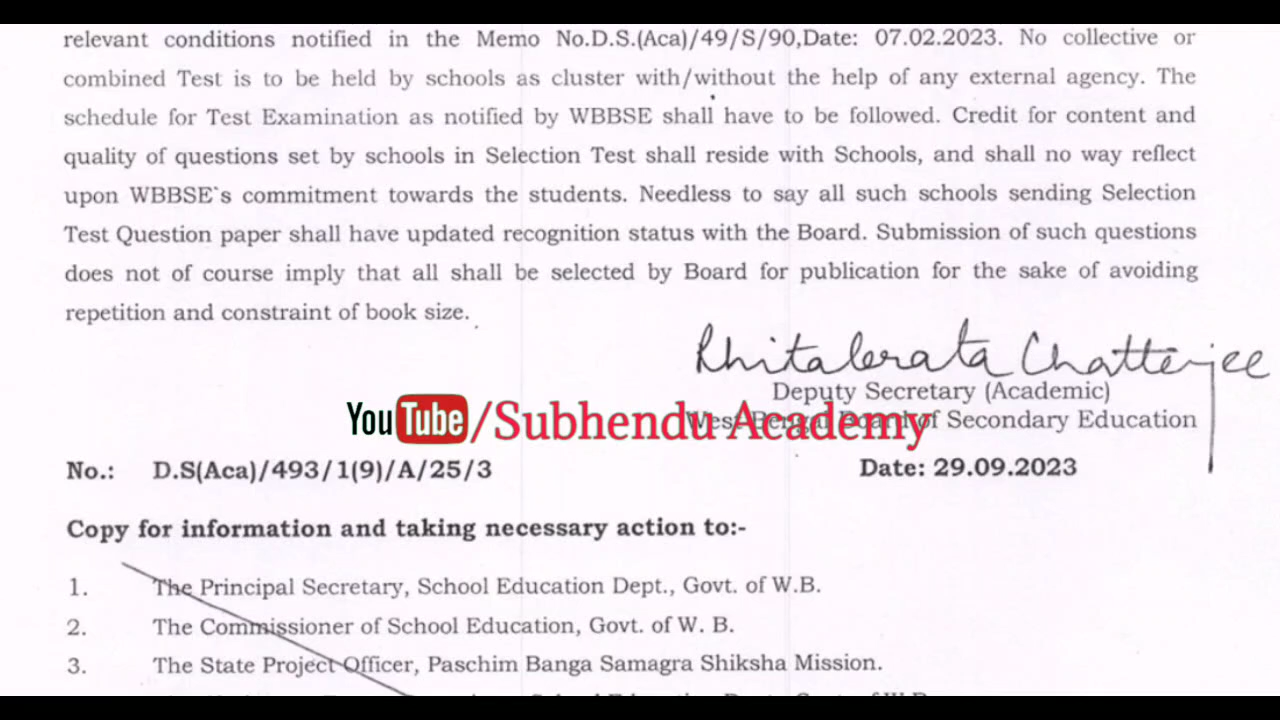 relevant conditions notified in the Memo No.D.S.(Aca)/49/S/90,Date: 07.02.2023. No collective or
combined Test is to be held by schools as cluster with/without the help of any external agency. The
schedule for Test Examination as notified by WBBSE shall have to be followed. Credit for content and
quality of questions set by schools in Selection Test shall reside with Schools, and shall no way reflect
upon WBBSE`s commitment towards the students. Needless to say all such schools sending Selection
Test Question paper shall have updated recognition status with the Board. Submission of such questions
does not of course imply that all shall be selected by Board for publication for the sake of avoiding
repetition and constraint of book size.
Chatterjee
Deputy Secretary (Academic)
West Bengal Board of Secondary Education
YouTube/Subhendu Academy
No.: D.S(Aca)/493/1(9)/A/25/3 Date: 29.09.2023
Copy for information and taking necessary action to:-
1. The Principal Secretary, School Education Dept., Govt. of W.B.
2. The Commissioner of School Education, Govt. of W. B.
3. The State Project Officer, Paschim Banga Samagra Shiksha Mission.